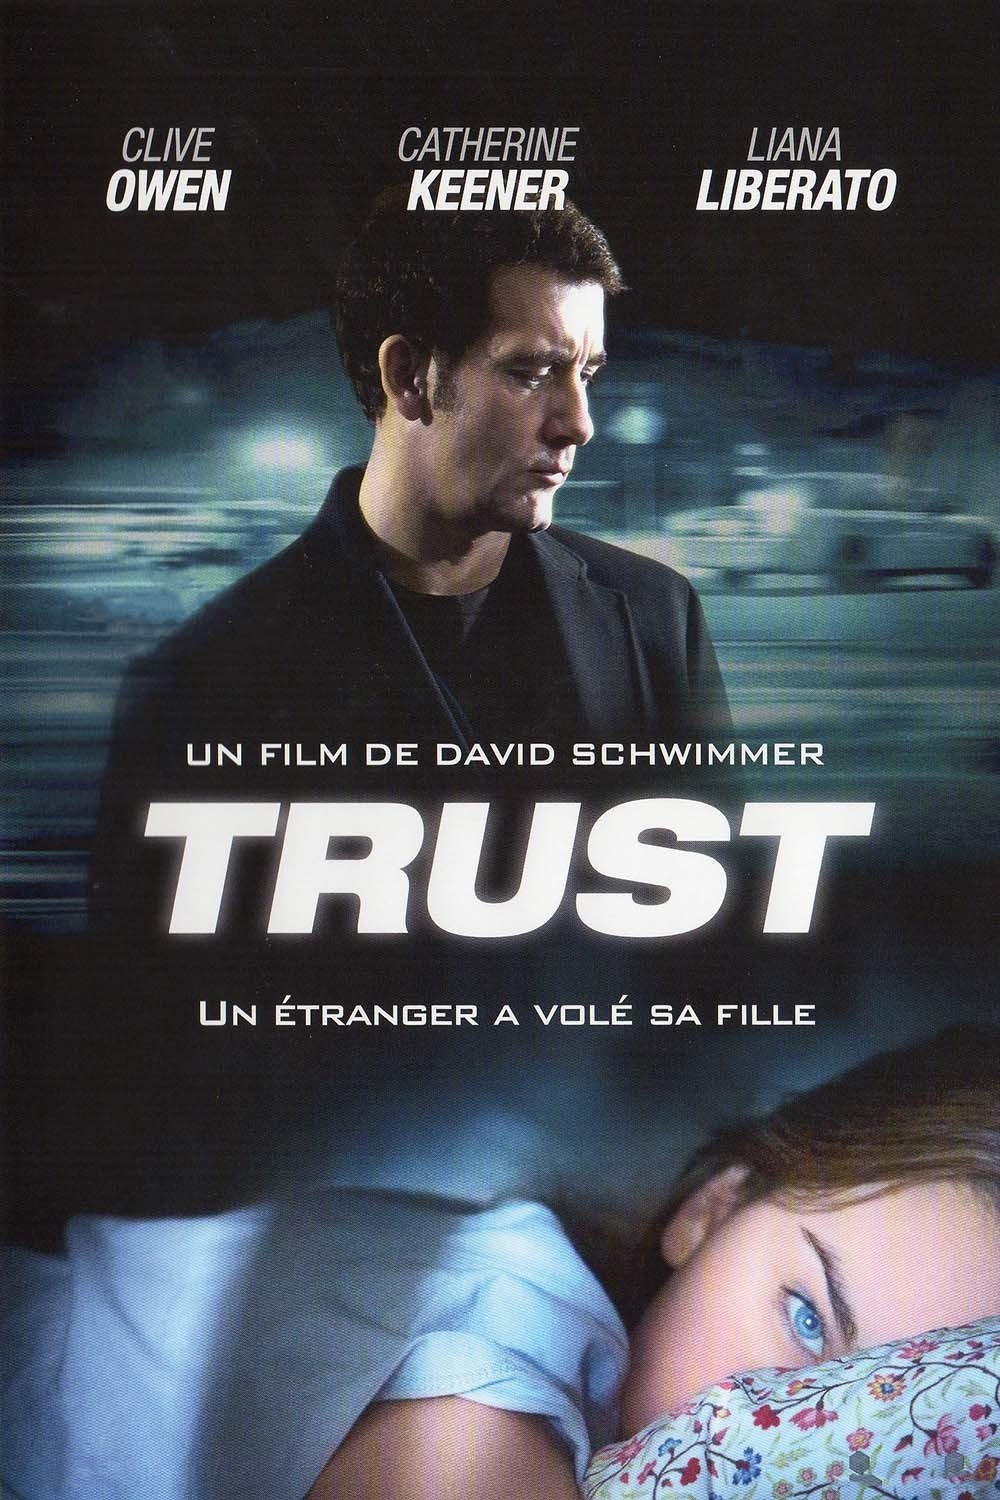 CLIVE OWEN
CATHERINE KEENER
LIANA LIBERATO
UN FILM DE DAVID SCHWIMMER
TRUST
UN ÉTRANGER A VOLÉ SA FILLE